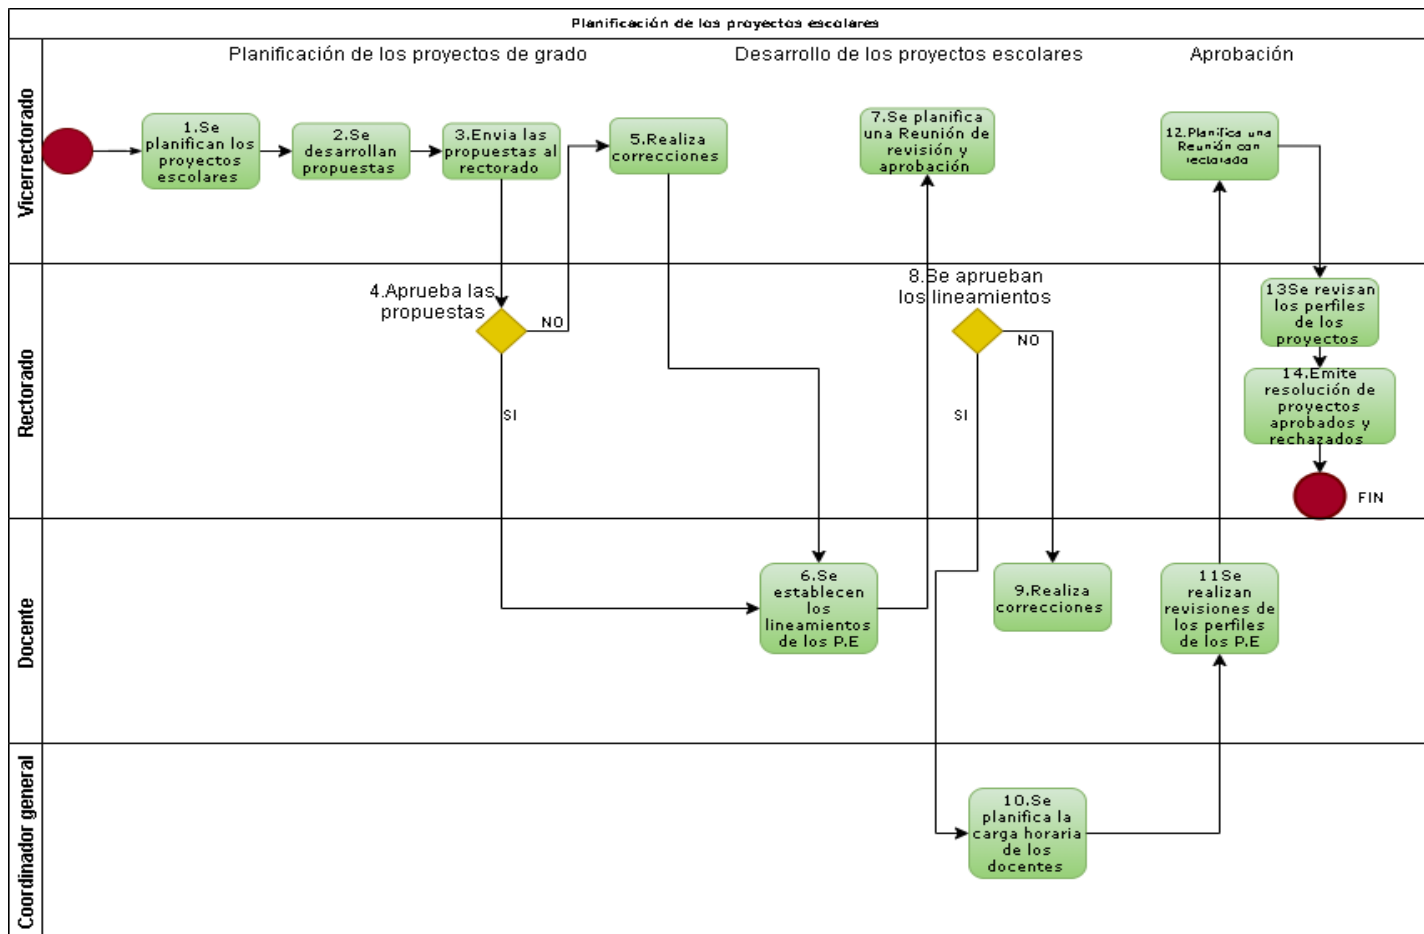 Planificación de los proyectos escolares
Planificación de los proyectos de grado
Desarrollo de los proyectos escolares
Aprobación
Vicerrectorado
1.Se
planifican los
proyectos
escolares
2.Se
desarrollan
propuestas
3.Envia las
propuestas al
rectorado
5.Realiza
correcciones
7.Se planifica
una Reunión de
revisión y
aprobación
12.Planifica una
Reunión con
rectorado
Rectorado
4.Aprueba las
propuestas
NO
SI
8.Se aprueban
los lineamientos
NO
SI
13Se revisan
los perfiles
de los
proyectos
14.Emite
resolución de
proyectos
aprobados y
rechazados
FIN
Docente
6.Se
establecen
los
lineamientos
de los P.E
9.Realiza
correcciones
11Se
realizan
revisiones de
los perfiles
de los P.E
Coordinador general
10.Se
planifica la
carga horaria
de los
docentes